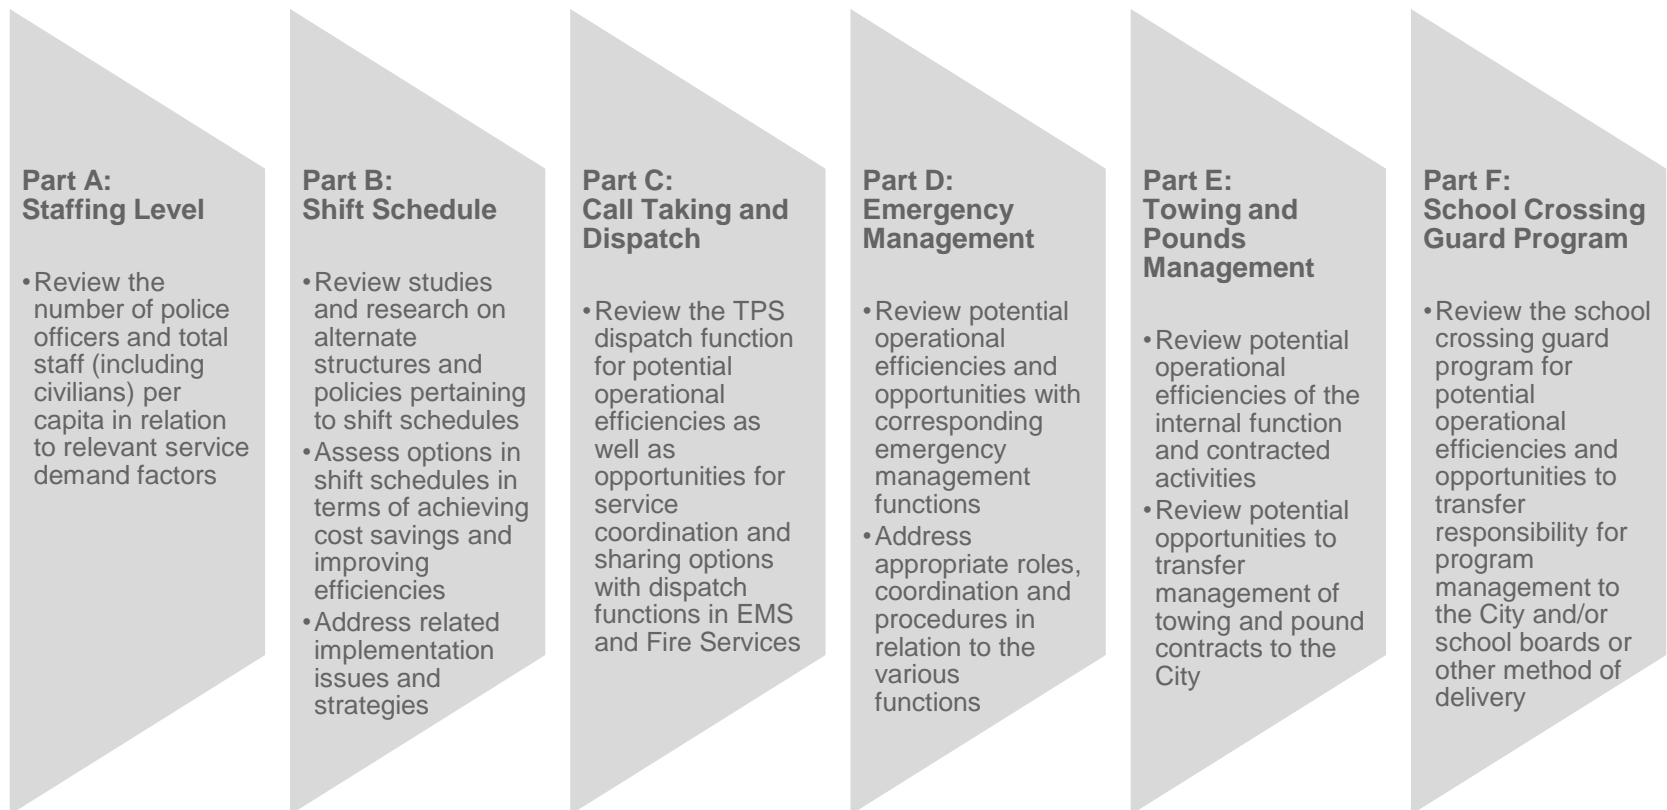 Part A:
Staffing Level
•Review the
number of police
officers and total
staff (including
civilians) per
capita in relation
to relevant service
demand factors
Part B:
Shift Schedule
•Review studies
and research on
alternate
structures and
policies pertaining
to shift schedules
•Assess options in
shift schedules in
terms of achieving
cost savings and
improving
efficiencies
•Address related
implementation
issues and
strategies
Part C:
Call Taking and
Dispatch
•Review the TPS
dispatch function
for potential
operational
efficiencies as
well as
opportunities for
service
coordination and
sharing options
with dispatch
functions in EMS
and Fire Services
Part D:
Emergency
Management
•Review potential
operational
efficiencies and
opportunities with
corresponding
emergency
management
functions
•Address
appropriate roles,
coordination and
procedures in
relation to the
various
functions
Part E:
Towing and
Pounds
Management
•Review potential
operational
efficiencies of the
internal function
and contracted
activities
•Review potential
opportunities to
transfer
management of
towing and pound
contracts to the
City
Part F:
School Crossing
Guard Program
•Review the school
crossing guard
program for
potential
operational
efficiencies and
opportunities to
transfer
responsibility for
program
management to
the City and/or
school boards or
other method of
delivery